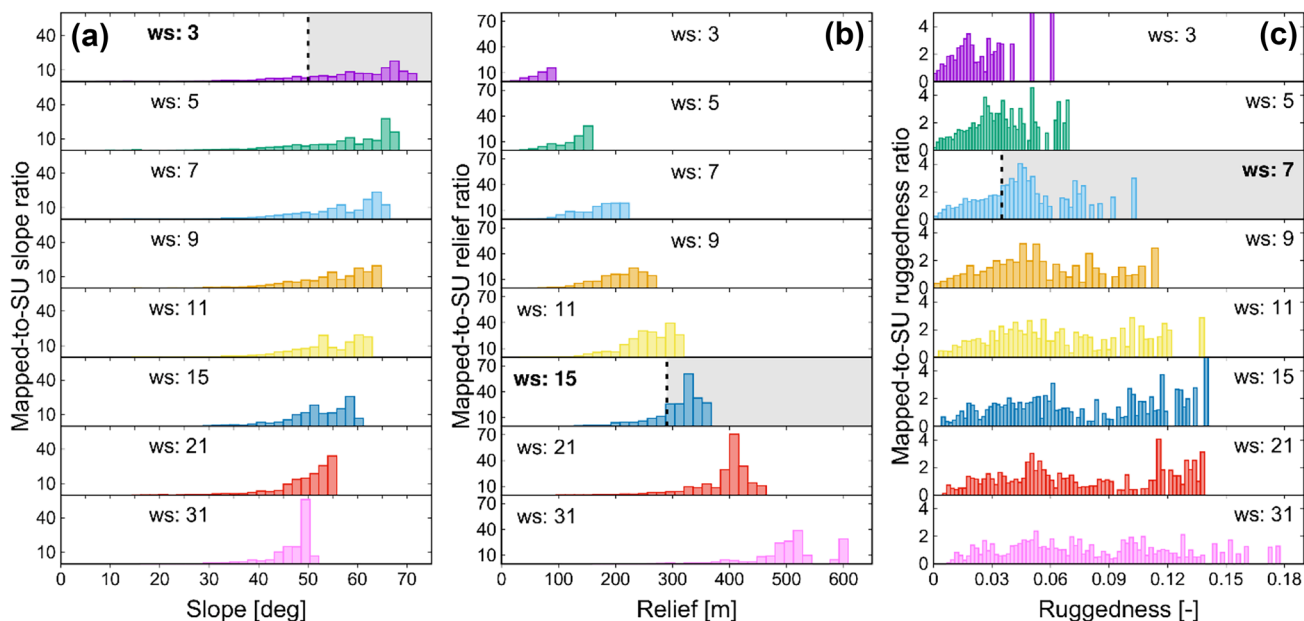 (a)
ws: 3
40
10
ws: 5
40
10
ws: 7
40
10
ws: 9
40
10
ws: 11
40
10
ws: 15
40
10
ws: 21
40
10
ws: 31
40
10
0 10 20 30 40 50 60 70
Slope [deg]
Mapped-to-SU slope ratio
(b)
ws: 3
70
40
10
ws: 5
70
40
10
ws: 7
70
40
10
ws: 9
70
40
10
ws: 11
70
40
10
ws: 15
70
40
10
ws: 21
70
40
10
ws: 31
70
40
10
0 100 200 300 400 500 600
Relief [m]
Mapped-to-SU relief ratio
(c)
ws: 3
4
2
0
ws: 5
4
2
0
ws: 7
4
2
0
ws: 9
4
2
0
ws: 11
4
2
0
ws: 15
4
2
0
ws: 21
4
2
0
ws: 31
4
2
0
0 0.03 0.06 0.09 0.12 0.15 0.18
Ruggedness [-]
Mapped-to-SU ruggedness ratio